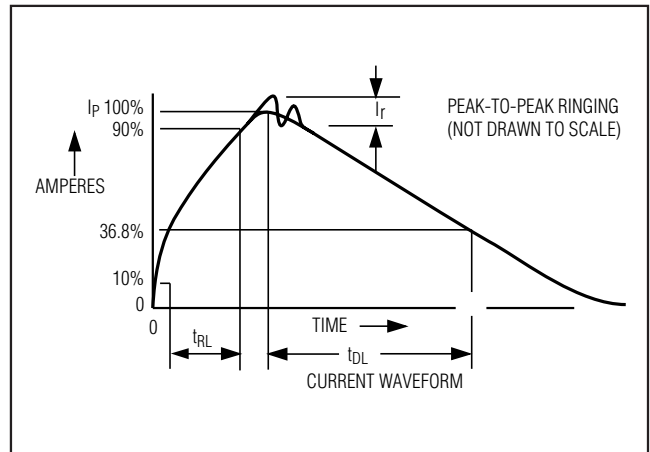 IP 100%
90%
AMPERES
36.8%
10%
0
0
tRL
TIME
tDL
CURRENT WAVEFORM
Ir
PEAK-TO-PEAK RINGING
(NOT DRAWN TO SCALE)